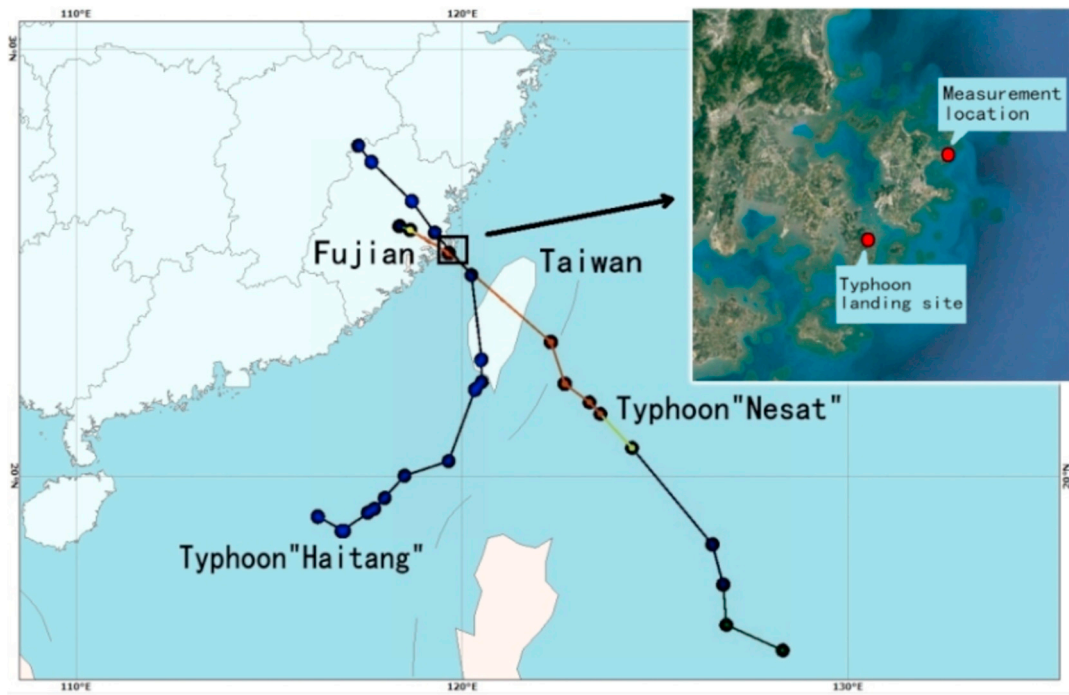 110°E
120°E
30°N
30°N
Measurement
location
Fujian
Taiwan
Typhoon
landing site
Typhoon"Nesat"
20°N
20°N
Typhoon"Haitang"
110°E
120°E
130°E